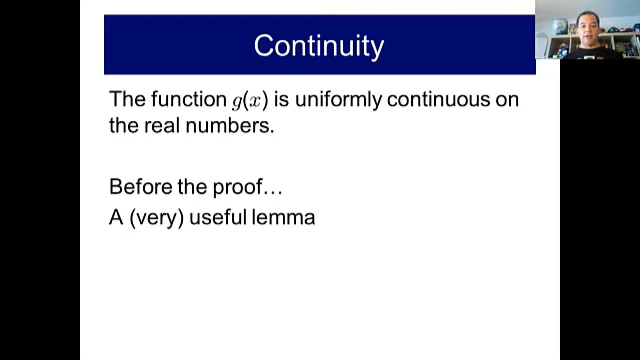 Continuity
The function g(x) is uniformly continuous on
the real numbers.
Before the proof…
A (very) useful lemma